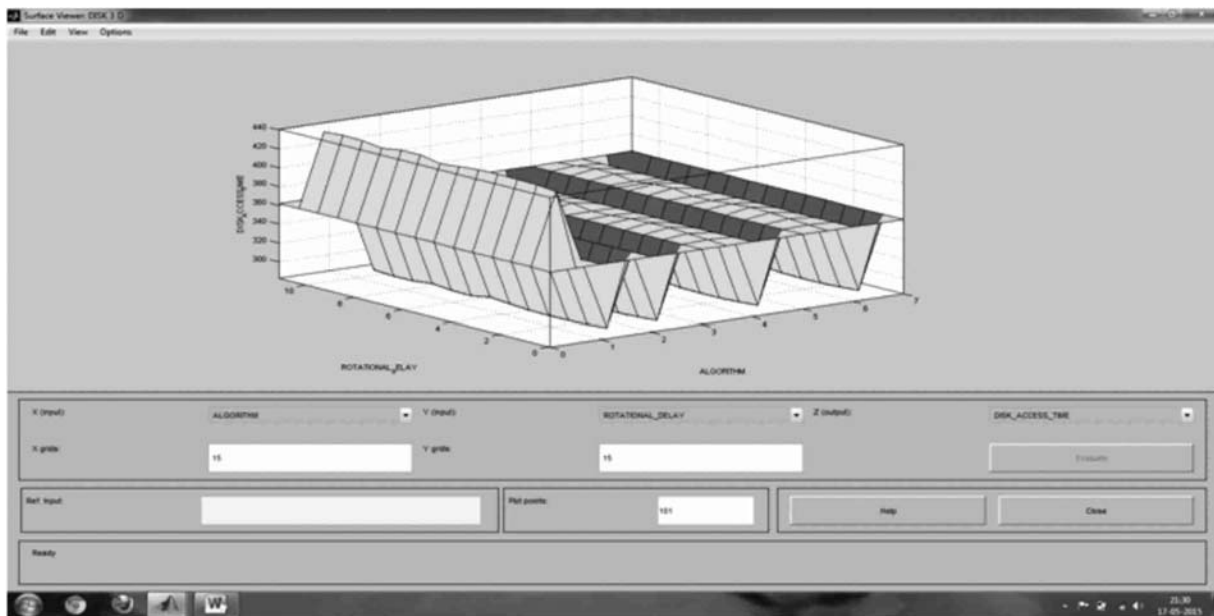 Surface Viewer: DISK 3 D
File Edit View Options
440
420
400
380
360
340
320
300
10
8
6
4
2
0
0
1
2
3
4
5
6
7
ALGORITHM
X (input):
ALGORITHM
Y (input):
ROTATIONAL_DELAY
Z (output):
DISK_ACCESS_TIME
X grids:
15
Y grids:
15
Evaluate
Ref. Input:
Plot points:
101
Help
Close
Ready
21:30
17-05-2015